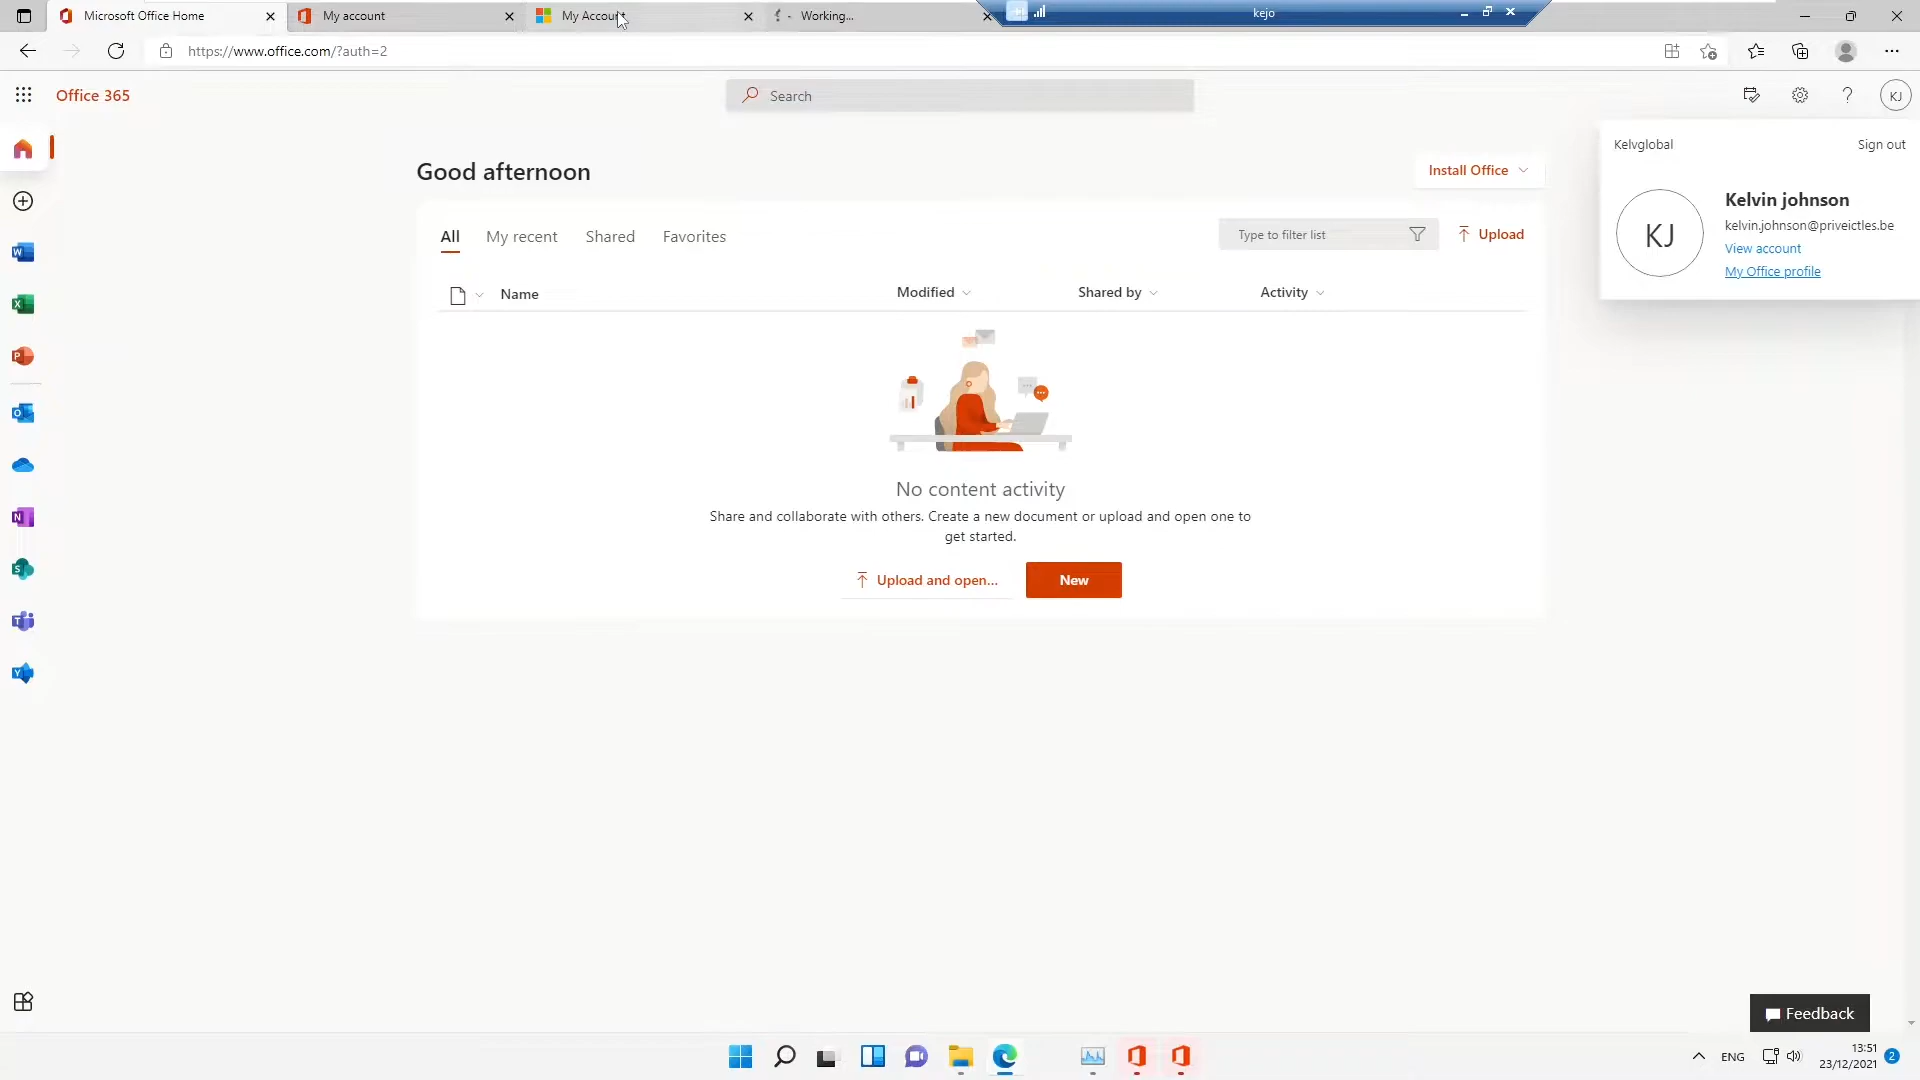 Microsoft Office Home
My account
My Account
Working...
kejo
https://www.office.com/?auth=2
Office 365
Search
KJ
Kelvglobal
Sign out
KJ
Kelvin johnson
kelvin.johnson@priveictles.be
View account
My Office profile
Good afternoon
Install Office
All
My recent
Shared
Favorites
Type to filter list
Upload
Name
Modified
Shared by
Activity
No content activity
Share and collaborate with others. Create a new document or upload and open one to
get started.
Upload and open...
New
Feedback
ENG
13:51
23/12/2021
2